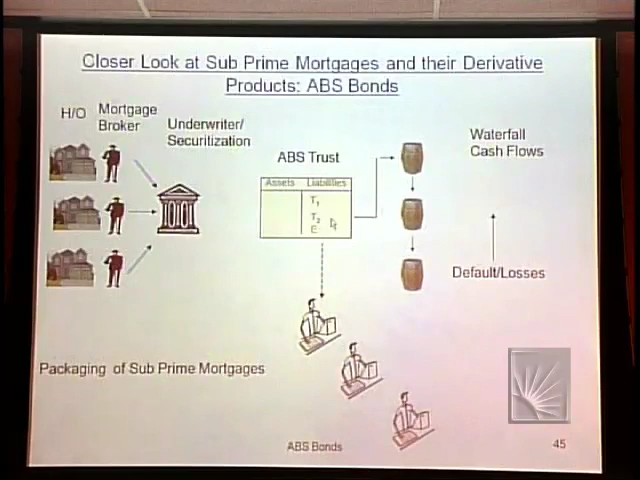 Closer Look at Sub Prime Mortgages and their Derivative
Products: ABS Bonds
H/O
Mortgage
Broker
Underwriter/
Securitization
ABS Trust
Assets
Liabilities
T1
T2
E
Waterfall
Cash Flows
Default/Losses
Packaging of Sub Prime Mortgages
ABS Bonds
45